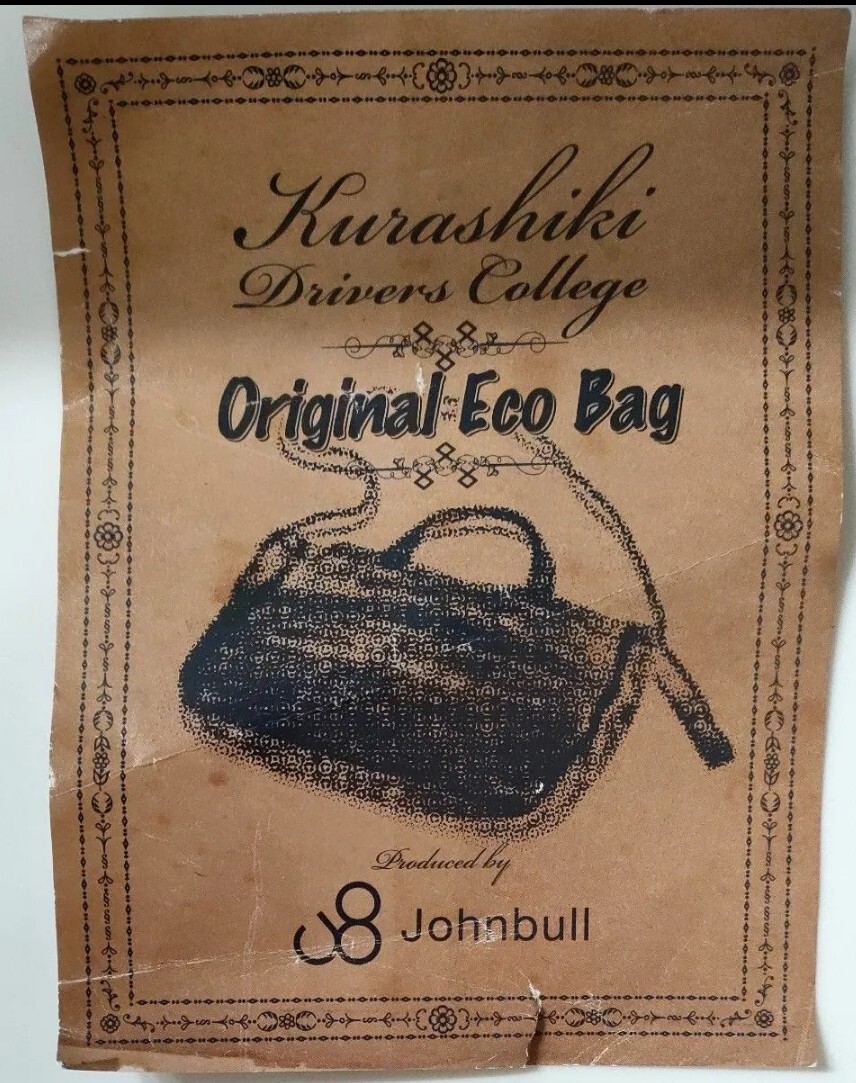 Kurashiki
Drivers College
Original Eco Bag
Produced by
Johnbull